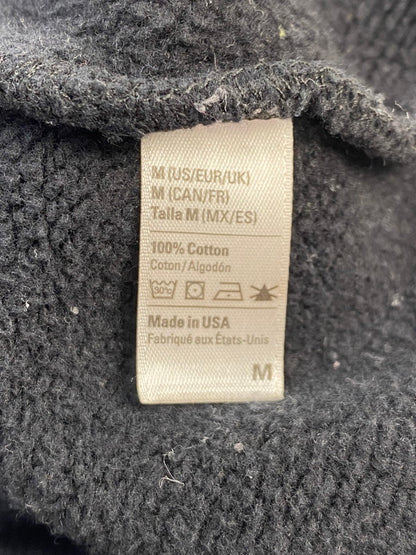 M (US/EUR/UK)
M (CAN/FR)
Talla M (MX/ES)
100% Cotton
Coton/Algodón
30°C
Made in USA
Fabriqué aux États-Unis
M